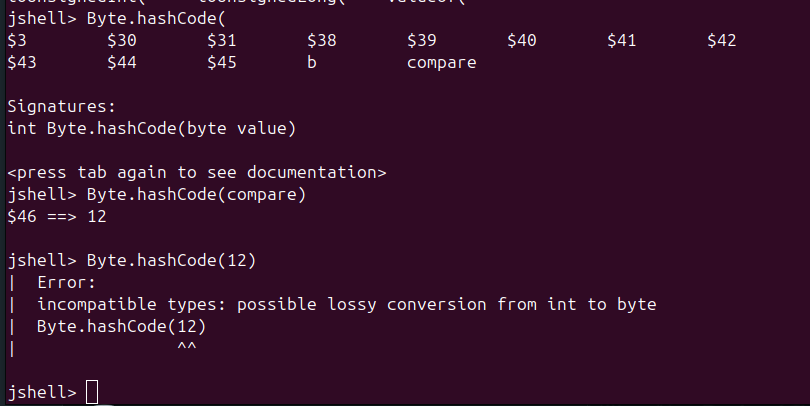 jshell> Byte.hashCode(
$3 $30 $31 $38 $39 $40 $41 $42
$43 $44 $45 b compare
Signatures:
int Byte.hashCode(byte value)
<press tab again to see documentation>
jshell> Byte.hashCode(compare)
$46 ==> 12
jshell> Byte.hashCode(12)
| Error:
| incompatible types: possible lossy conversion from int to byte
| Byte.hashCode(12)
| ^^
jshell>